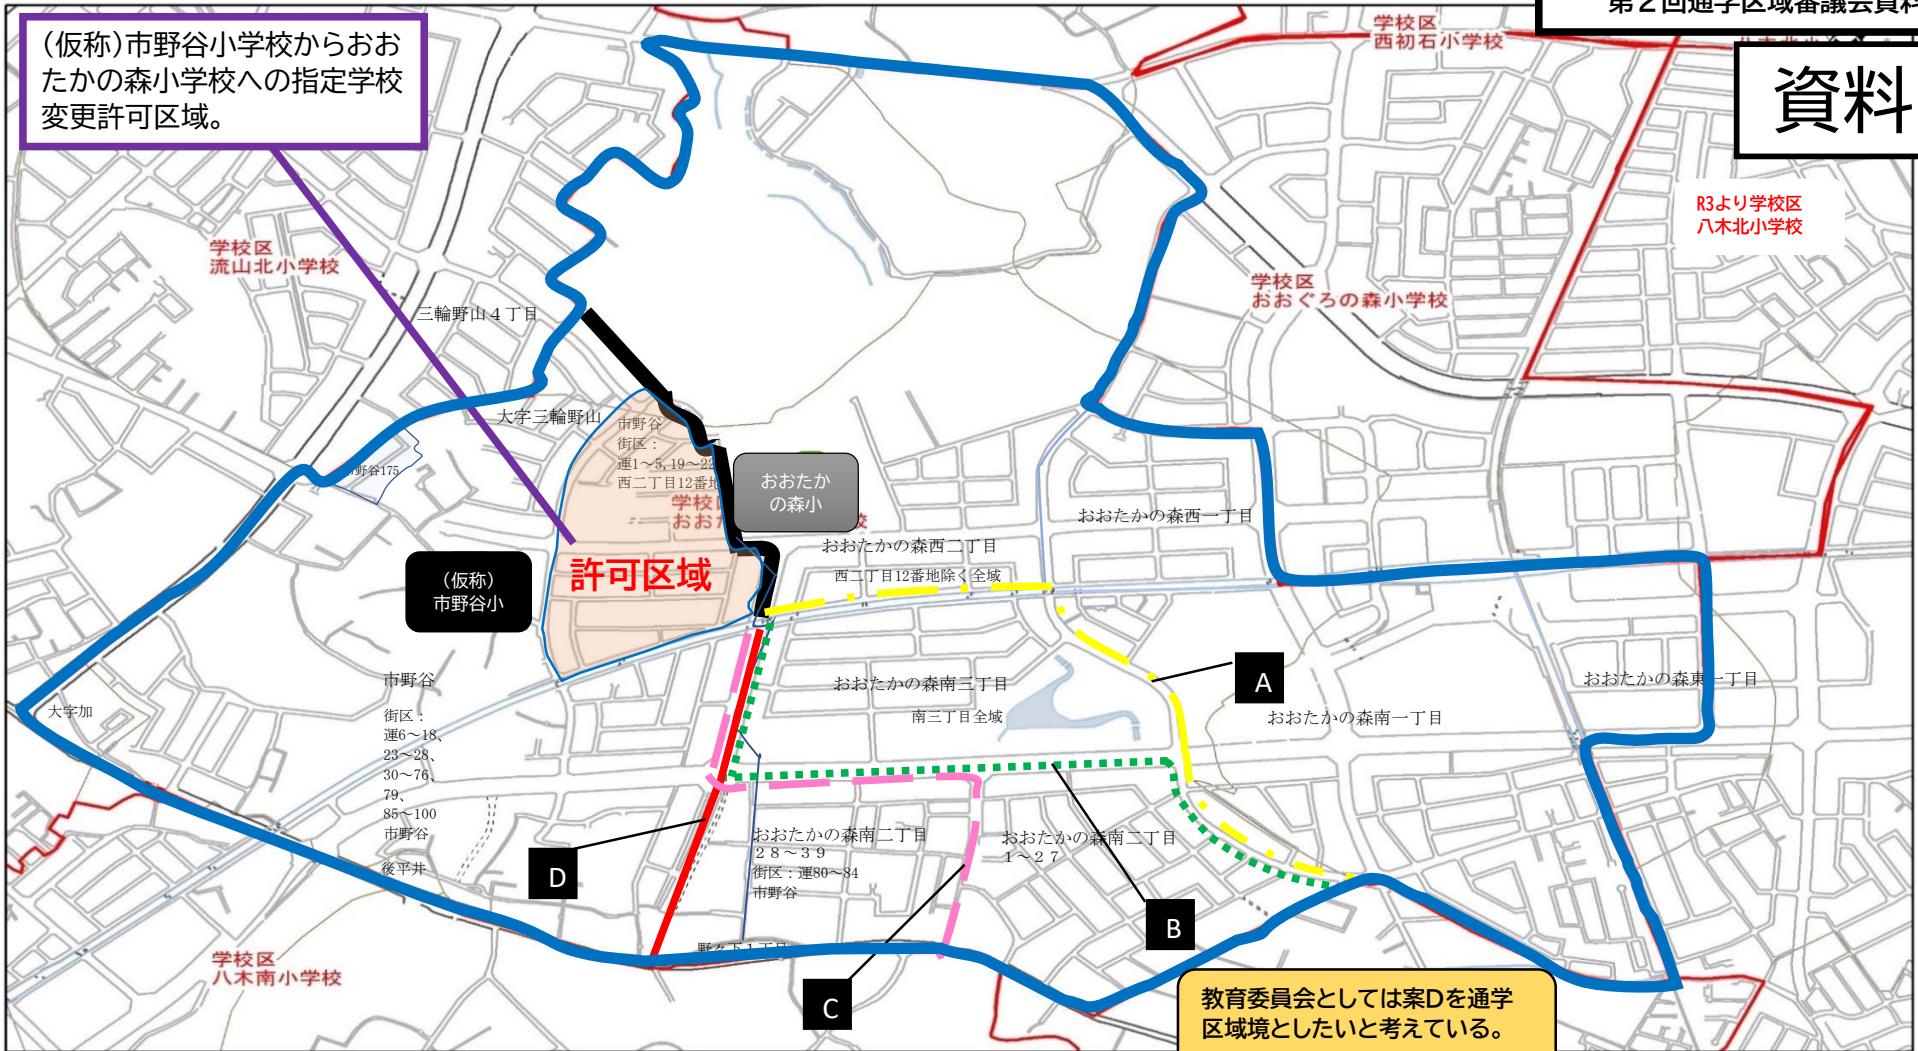 第２回通学区域審議会資料
資料
(仮称)市野谷小学校からおお
たかの森小学校への指定学校
変更許可区域。
学校区
西初石小学校
R3より学校区
八木北小学校
学校区
流山北小学校
学校区
おおぐろの森小学校
三輪野山４丁目
大字三輪野山
市野谷
街区：
運1～5,19～22
西二丁目12番地
野谷175
学校区
おおた
校
おおたか
の森小
おおたかの森西一丁目
おおたかの森西二丁目
西二丁目12番地除く全域
許可区域
(仮称)
市野谷小
A
市野谷
街区：
運6～18、
23～28、
30～76、
79、
85～100
市野谷
後平井
大字加
おおたかの森南三丁目
南三丁目全域
おおたかの森南一丁目
おおたかの森東一丁目
おおたかの森南二丁目
２８～３９
街区：運80～84
市野谷
おおたかの森南二丁目
１～２７
D
B
野々下１丁目
学校区
八木南小学校
C
教育委員会としては案Dを通学
区域境としたいと考えている。